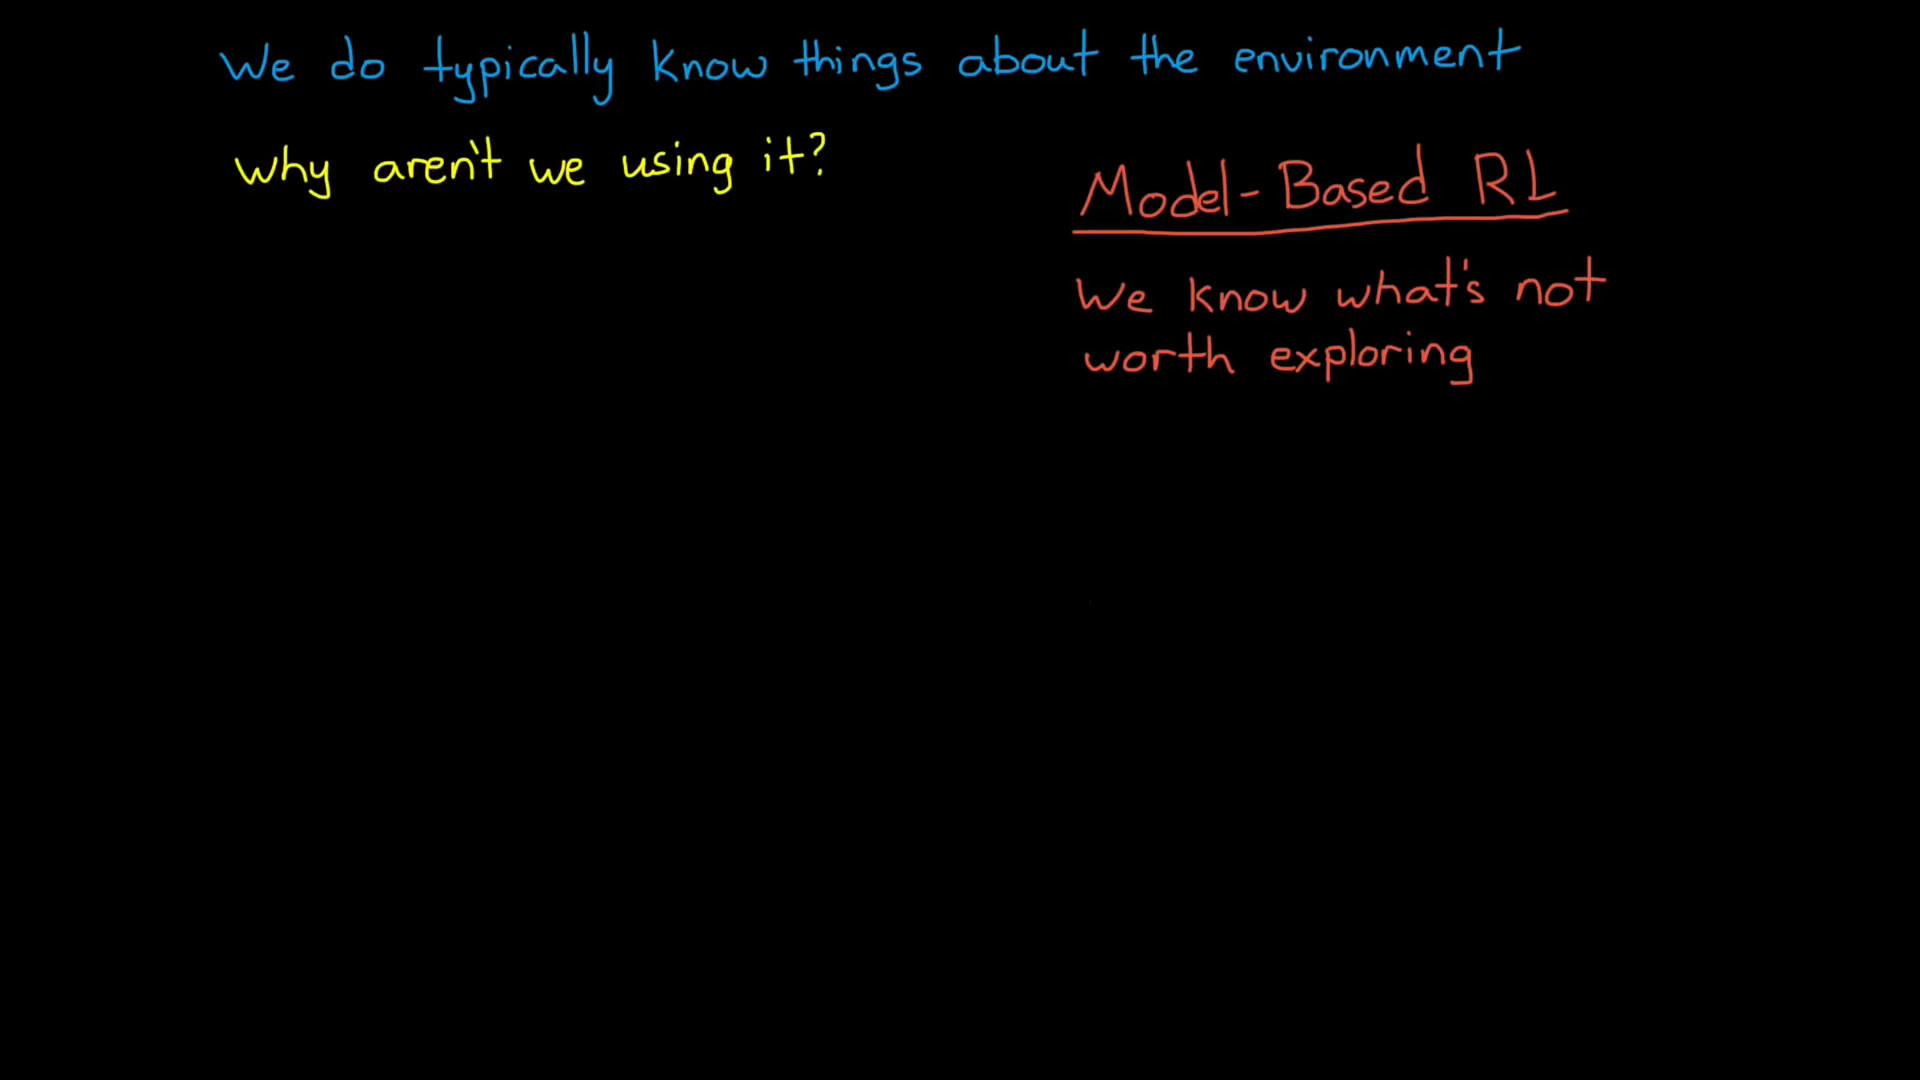 We do typically know things about the environment
Why aren't we using it?
Model-Based RL
We know what's not
worth exploring